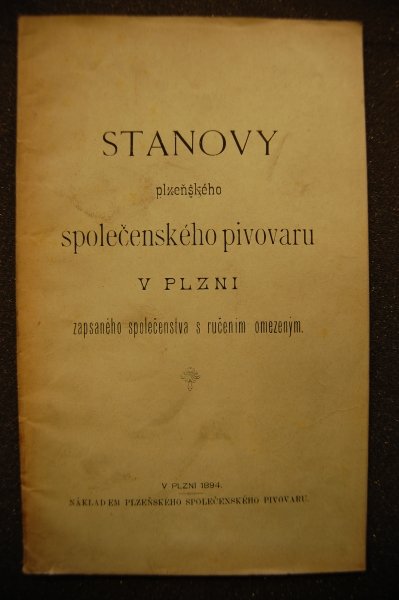 STANOVY
plzeňského
společenského pivovaru
V PLZNI
zapsaného společenstva s ručením omezeným.
V PLZNI 1894.
NÁKLADEM PLZEŇSKÉHO SPOLEČENSKÉHO PIVOVARU.